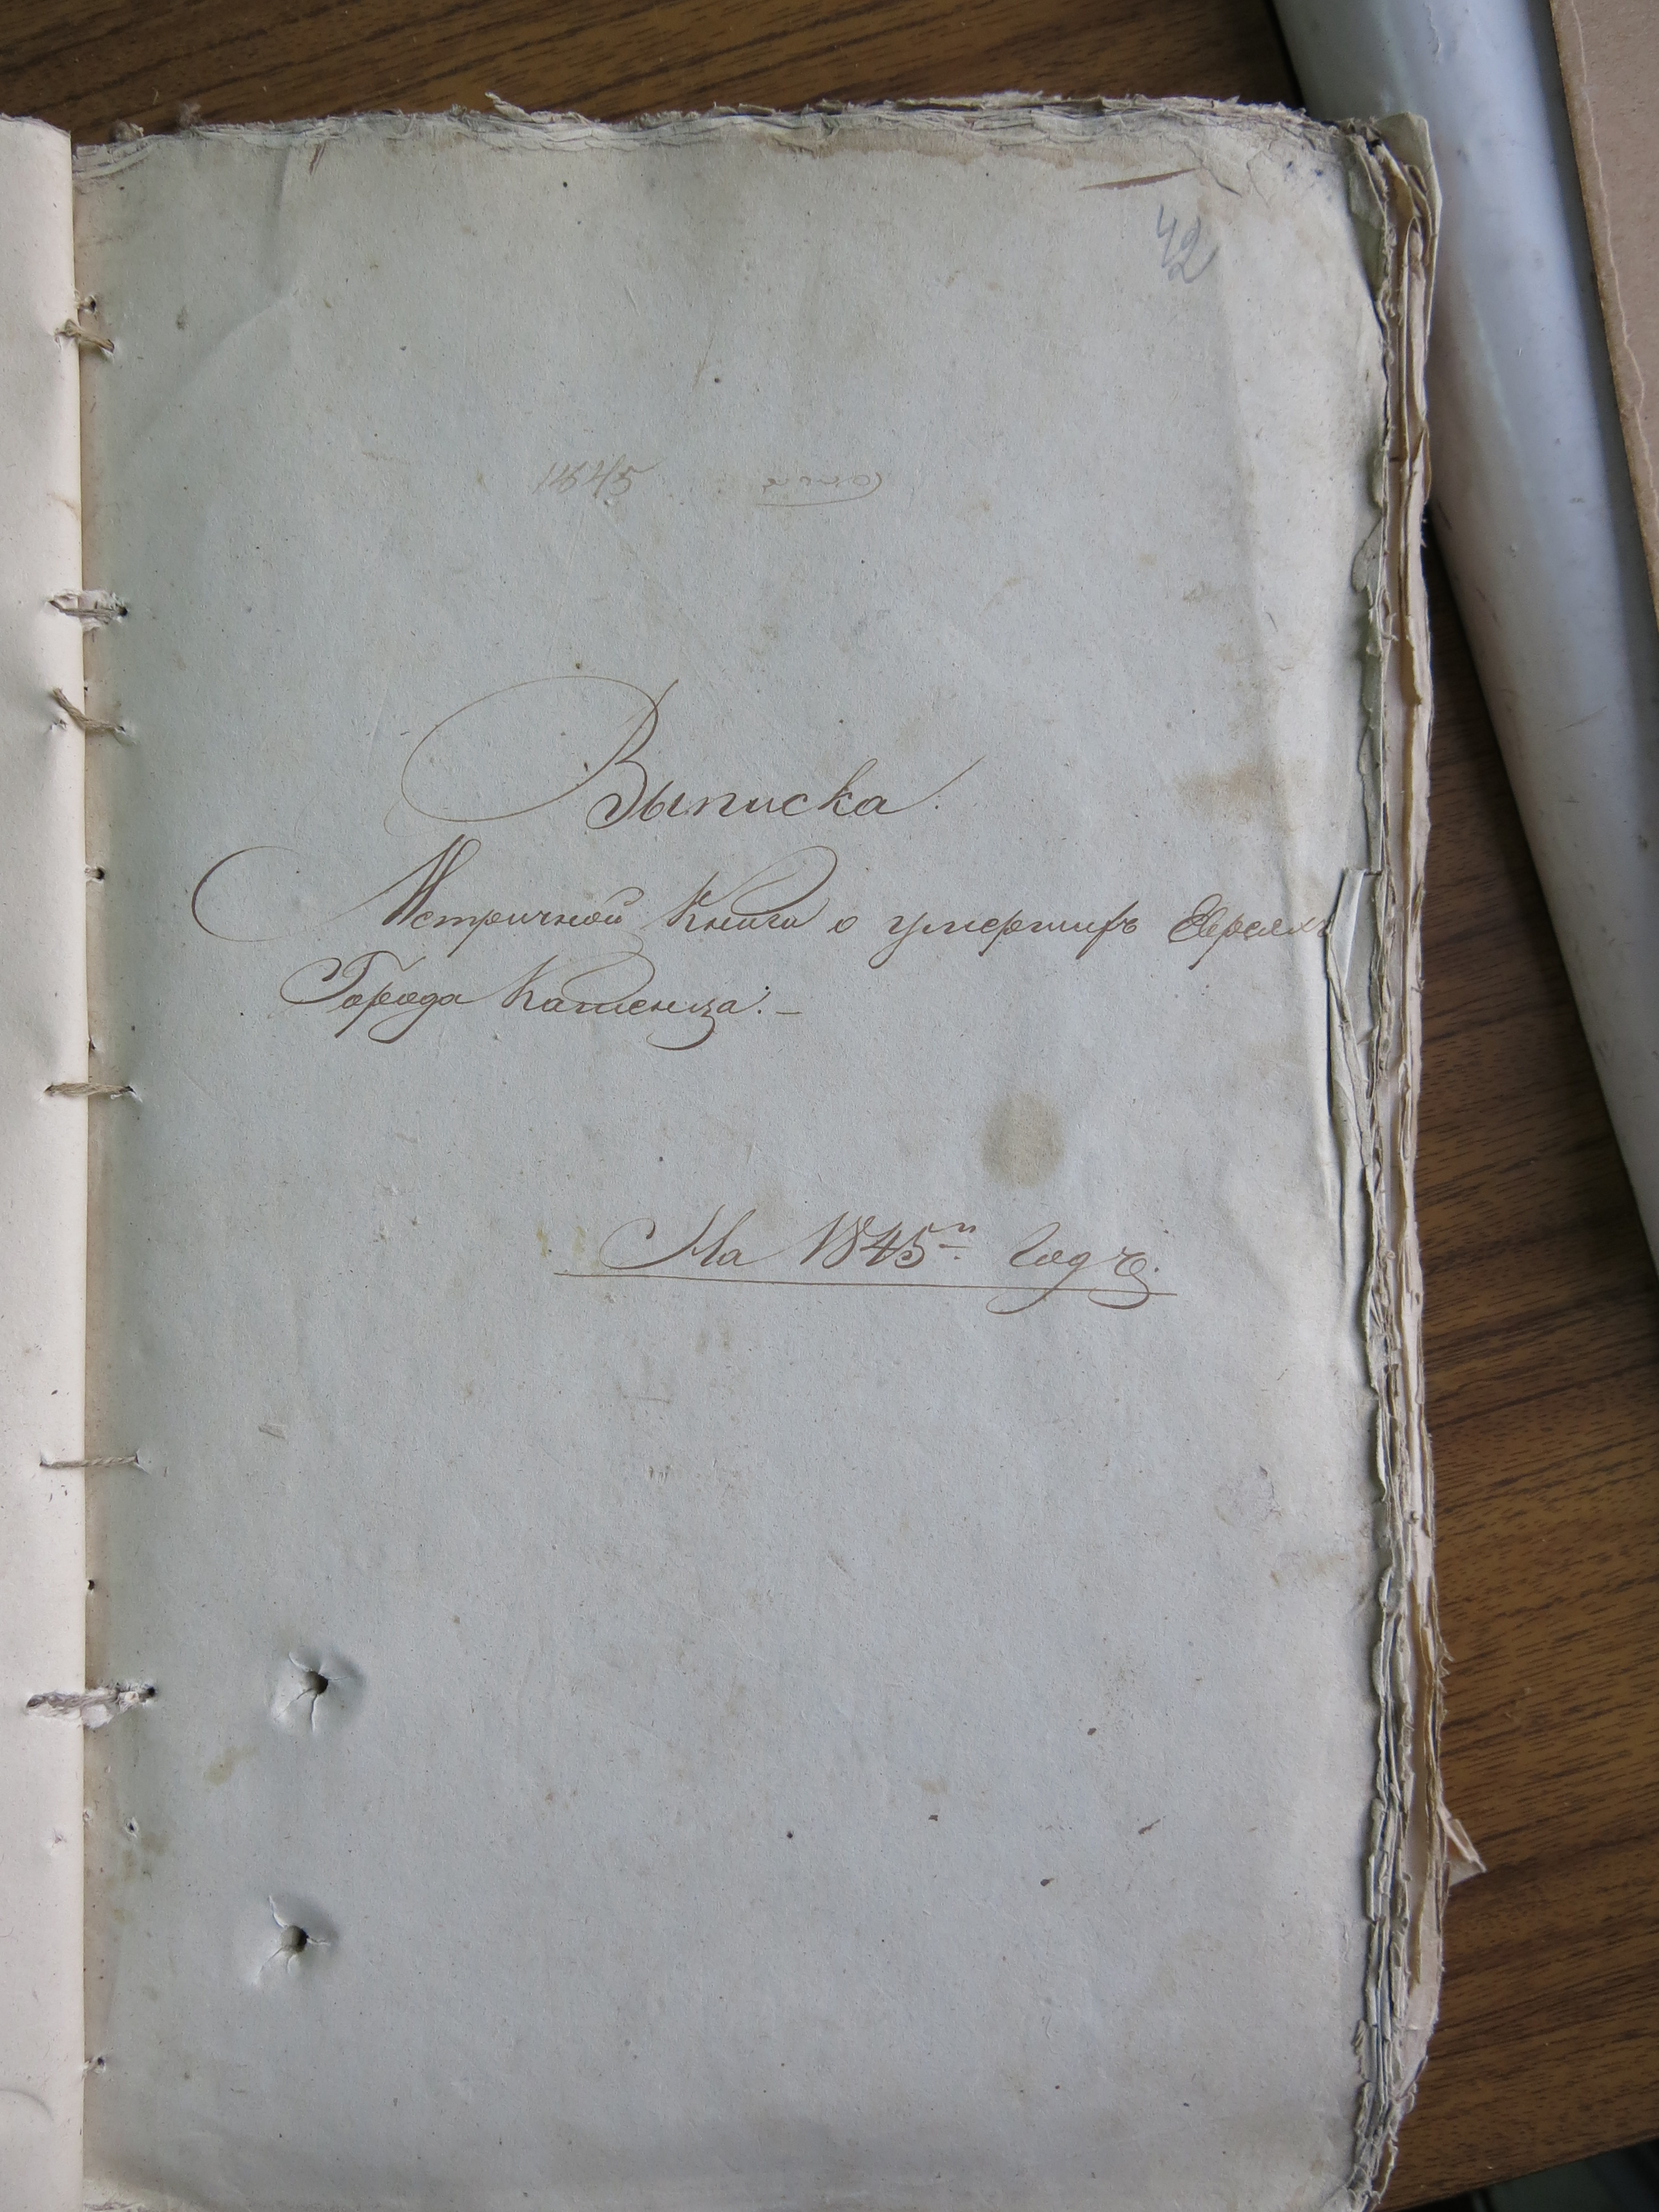 42
1845
Выписка.
Метричной Книги о умершихъ Евреяхъ
Города Каменца. –
На 1845й Годъ.